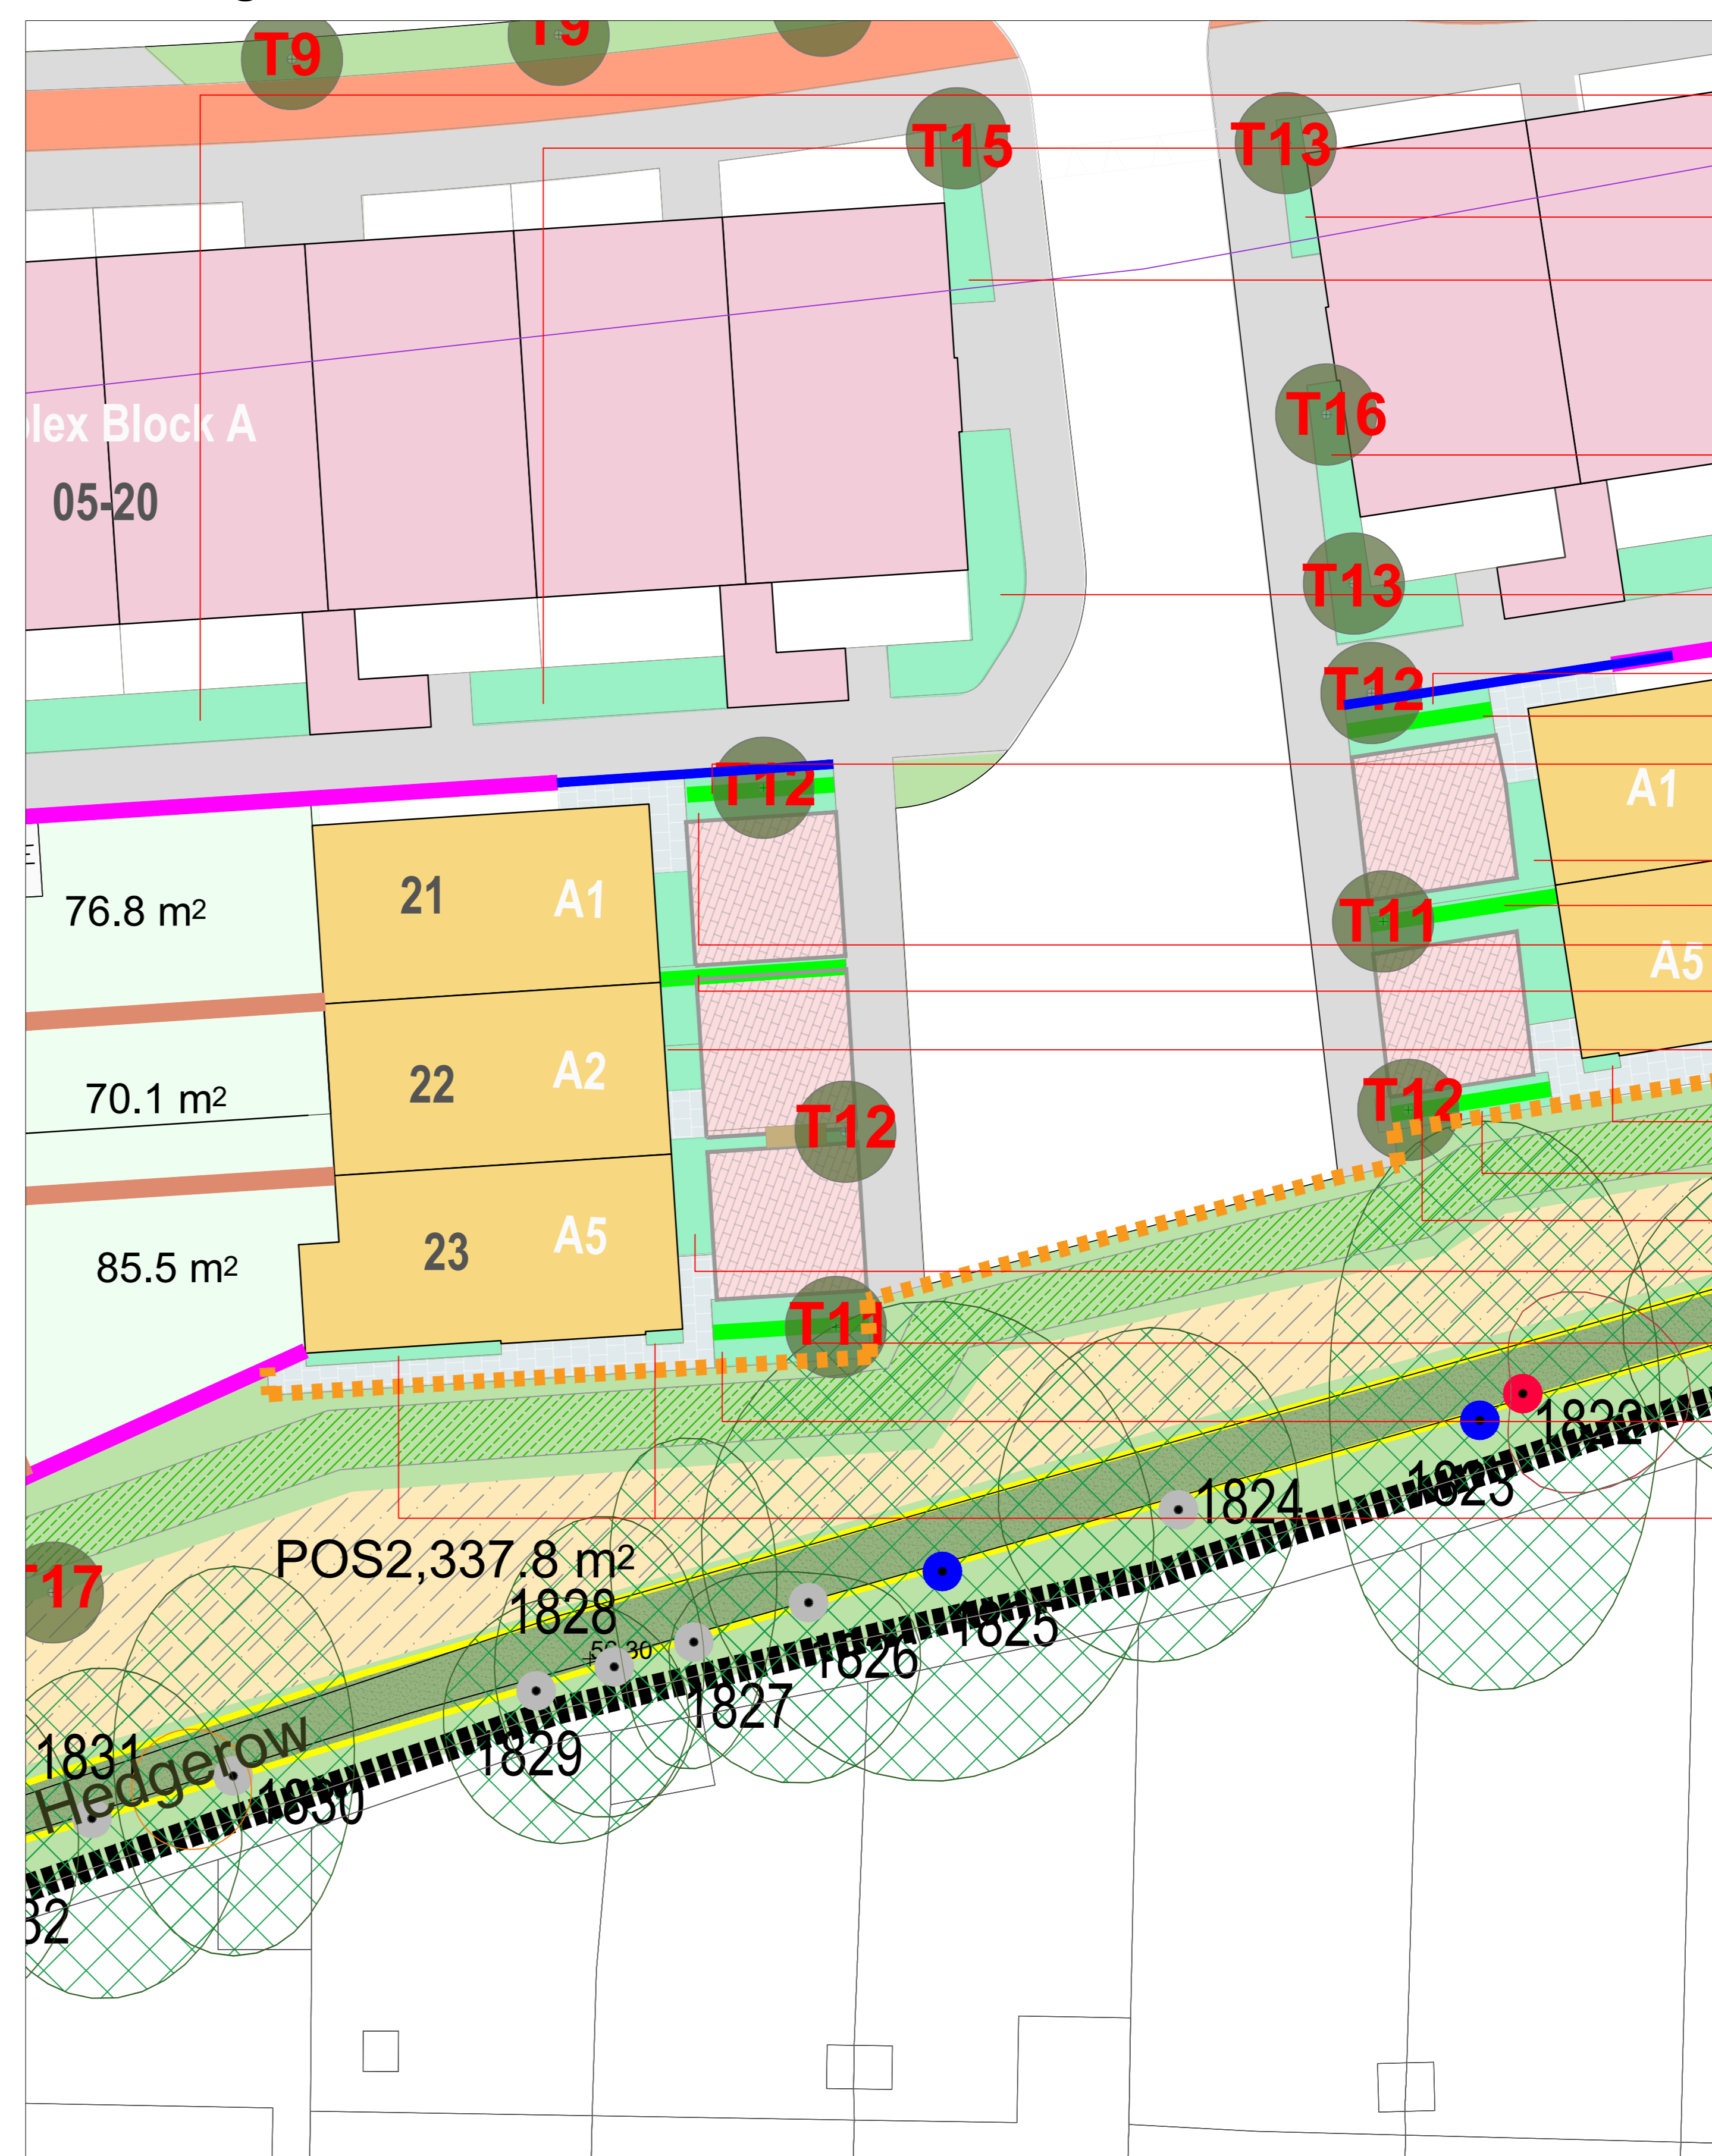 T9
T9
T15
T13
T16
lex Block A
05-20
T13
T12
T12
A1
76.8 m2
21
A1
T11
A5
70.1 m2
22
A2
T12
T12
85.5 m2
23
A5
T11
1822
1823
1824
POS2,337.8 m2
T17
1828
1825
1826
1827
1829
1831
Hedgerow
1830
32